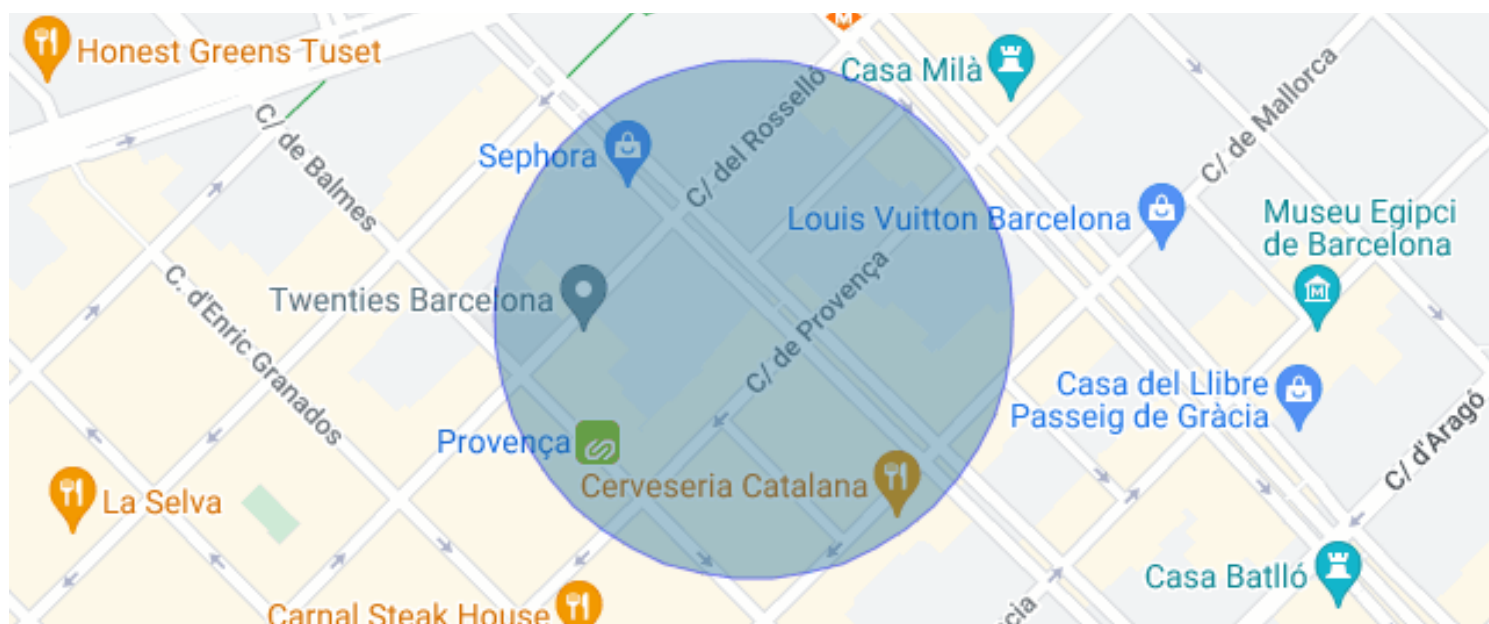 M
Honest Greens Tuset
Casa Milà
C/ de Mallorca
C/ del Rosselló
C/ de Balmes
Sephora
Louis Vuitton Barcelona
Museu Egipci
de Barcelona
M
Twenties Barcelona
C. d'Enric Granados
C/ de Provença
Casa del Llibre
Passeig de Gràcia
C/ d'Aragó
Provença
Cerveseria Catalana
La Selva
Casa Batlló
Carnal Steak House
cia